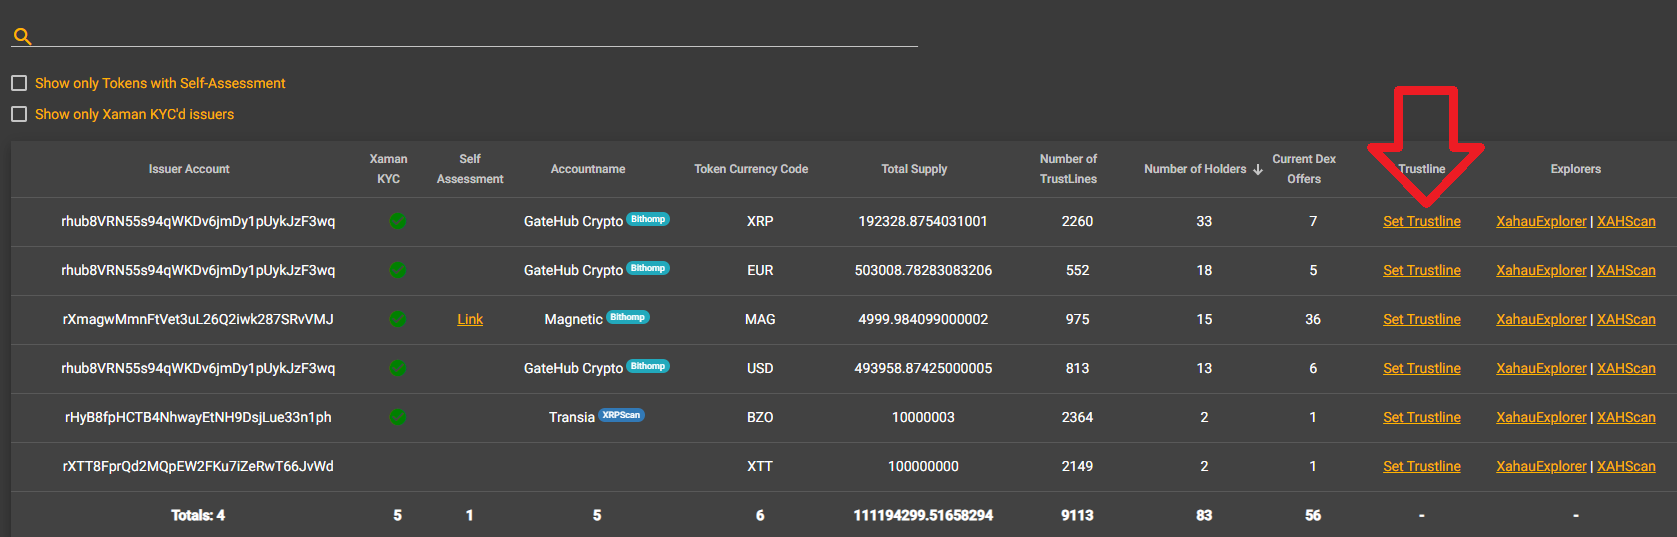 Show only Tokens with Self-Assessment
Show only Xaman KYC'd issuers
Issuer Account Xaman KYC Self Assessment Accountname Token Currency Code Total Supply Number of TrustLines Number of Holders Current Dex Offers Trustline Explorers
rhub8VRN55s94qWKDv6jmDy1pUykJzF3wq GateHub Crypto Bithomp XRP 192328.8754031001 2260 33 7 Set Trustline XahauExplorer | XAHScan
rhub8VRN55s94qWKDv6jmDy1pUykJzF3wq GateHub Crypto Bithomp EUR 503008.78283083206 552 18 5 Set Trustline XahauExplorer | XAHScan
rXmagwMmnFtVet3uL26Q2iwk287SRvVMJ Link Magnetic Bithomp MAG 4999.984099000002 975 15 36 Set Trustline XahauExplorer | XAHScan
rhub8VRN55s94qWKDv6jmDy1pUykJzF3wq GateHub Crypto Bithomp USD 493958.87425000005 813 13 6 Set Trustline XahauExplorer | XAHScan
rHyB8fpHCTB4NhwayEtNH9DsjLue33n1ph Transia XRPScan BZO 10000003 2364 2 1 Set Trustline XahauExplorer | XAHScan
rXTT8FprQd2MQpEW2FKu7iZeRwT66JvWd XTT 100000000 2149 2 1 Set Trustline XahauExplorer | XAHScan
Totals: 4 5 1 5 6 111194299.51658294 9113 83 56 - -